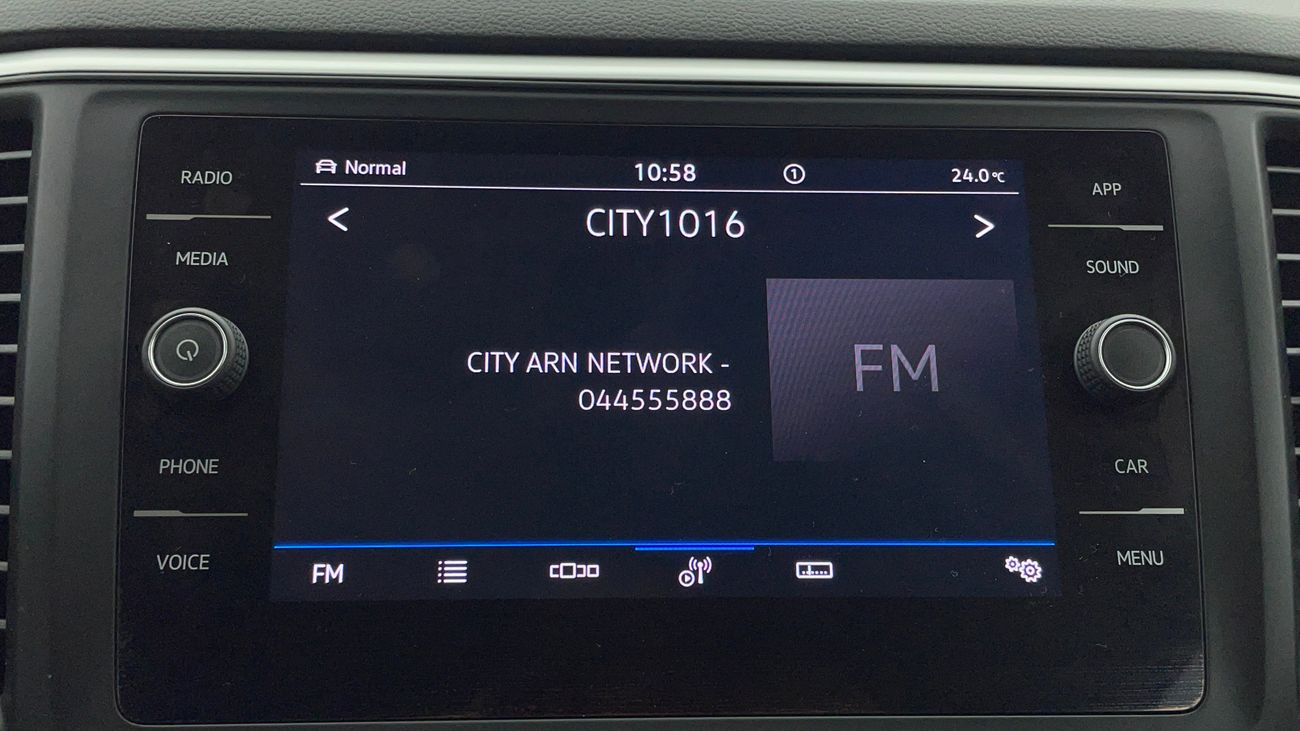 RADIO
MEDIA
PHONE
VOICE
Normal 10:58 1 24.0°C
< CITY1016 >
CITY ARN NETWORK -
044555888
FM
FM
APP
SOUND
CAR
MENU